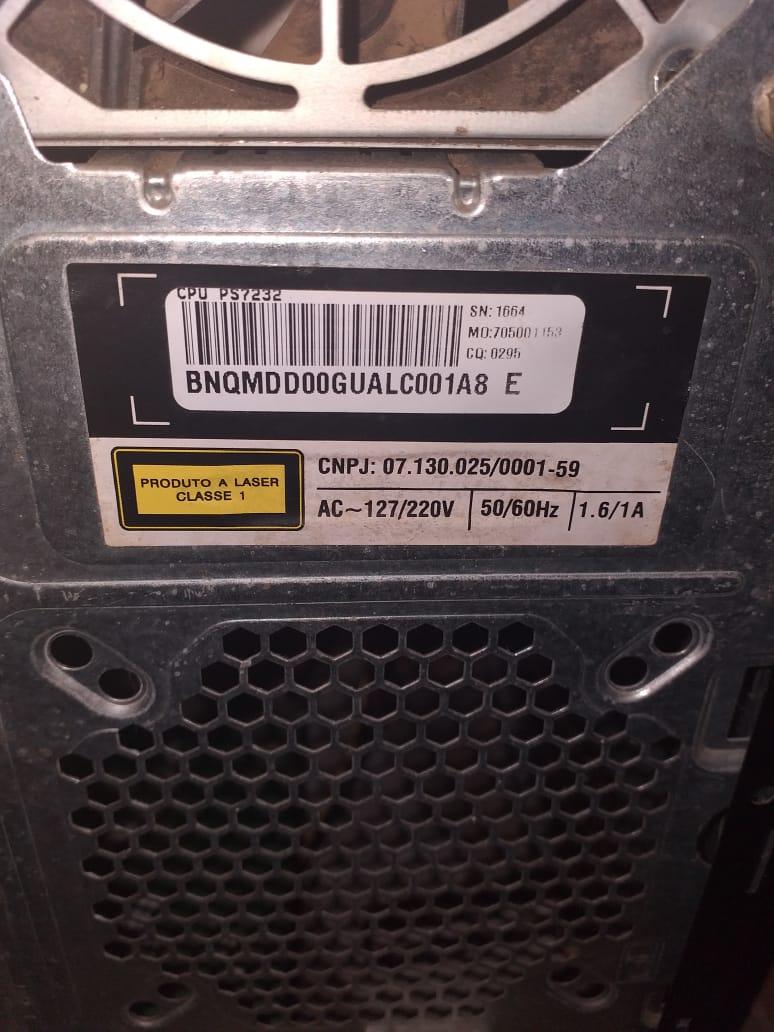 CPU PS7232
SN: 1664
MO:705001153
CQ: 0295
BNQMDD00GUALC001A8 E
PRODUTO A LASER
CLASSE 1
CNPJ: 07.130.025/0001-59
AC~127/220V 50/60Hz 1.6/1A